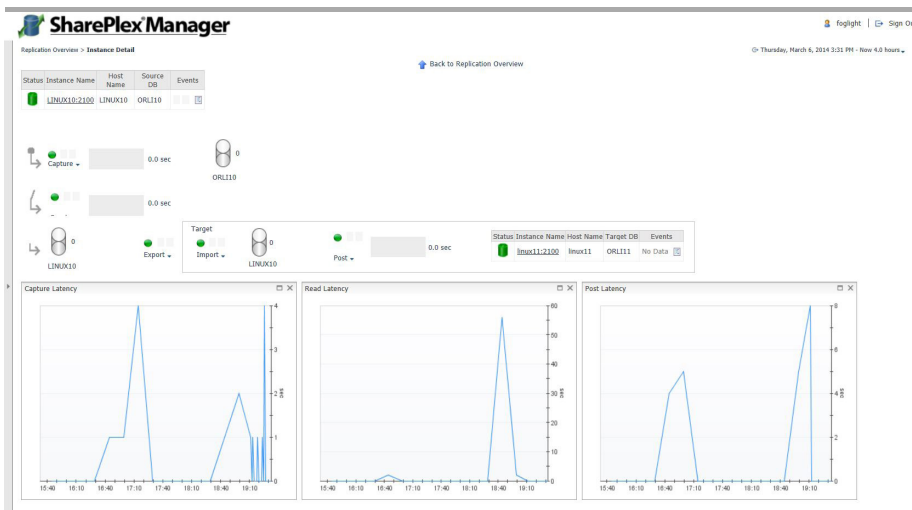 SharePlex Manager
foglight | Sign Ou
Replication Overview > Instance Detail
Thursday, March 6, 2014 3:31 PM - Now 4.0 hours
Back to Replication Overview
Status Instance Name Host Name Source DB Events
LINUX10:2100 LINUX10 ORLI10
Capture 0.0 sec 0
ORLI10
0.0 sec
0
LINUX10
Export
Target
Import
0
LINUX10
Post
0.0 sec
Status Instance Name Host Name Target DB Events
linux11:2100 linux11 ORLI11 No Data
Capture Latency
4
3
2
1
0
secs
15:40 16:10 16:40 17:10 17:40 18:10 18:40 19:10
Read Latency
60
50
40
30
20
10
0
secs
15:40 16:10 16:40 17:10 17:40 18:10 18:40 19:10
Post Latency
8
6
4
2
0
secs
15:40 16:10 16:40 17:10 17:40 18:10 18:40 19:10